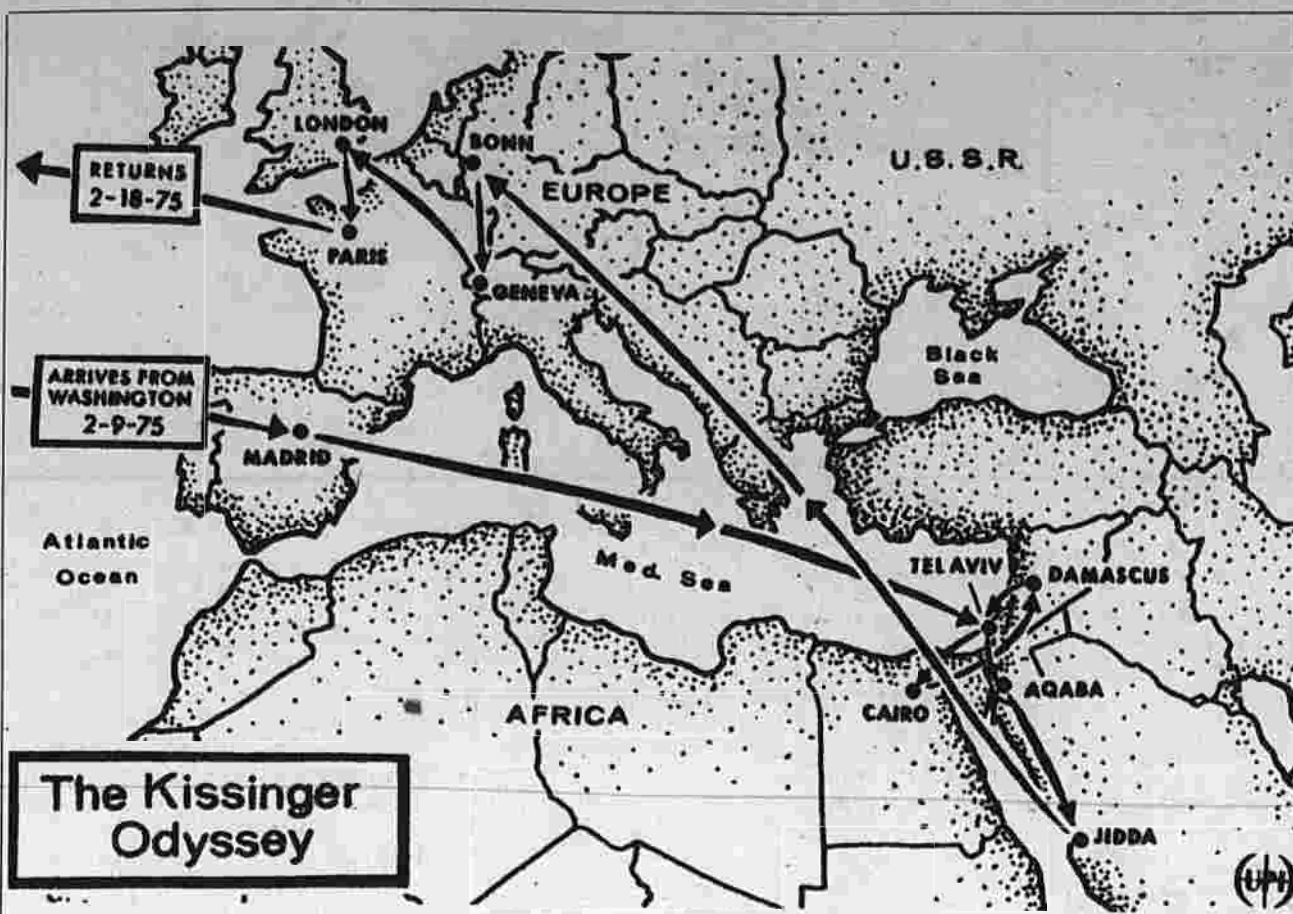 LONDON
BONN
RETURNS
2-18-75
EUROPE
U.S.S.R.
PARIS
GENEVA
Black
Sea
ARRIVES FROM
WASHINGTON
2-9-75
MADRID
Atlantic
Ocean
Med. Sea
TEL AVIV
DAMASCUS
AQABA
CAIRO
AFRICA
The Kissinger
Odyssey
JIDDA
UPI